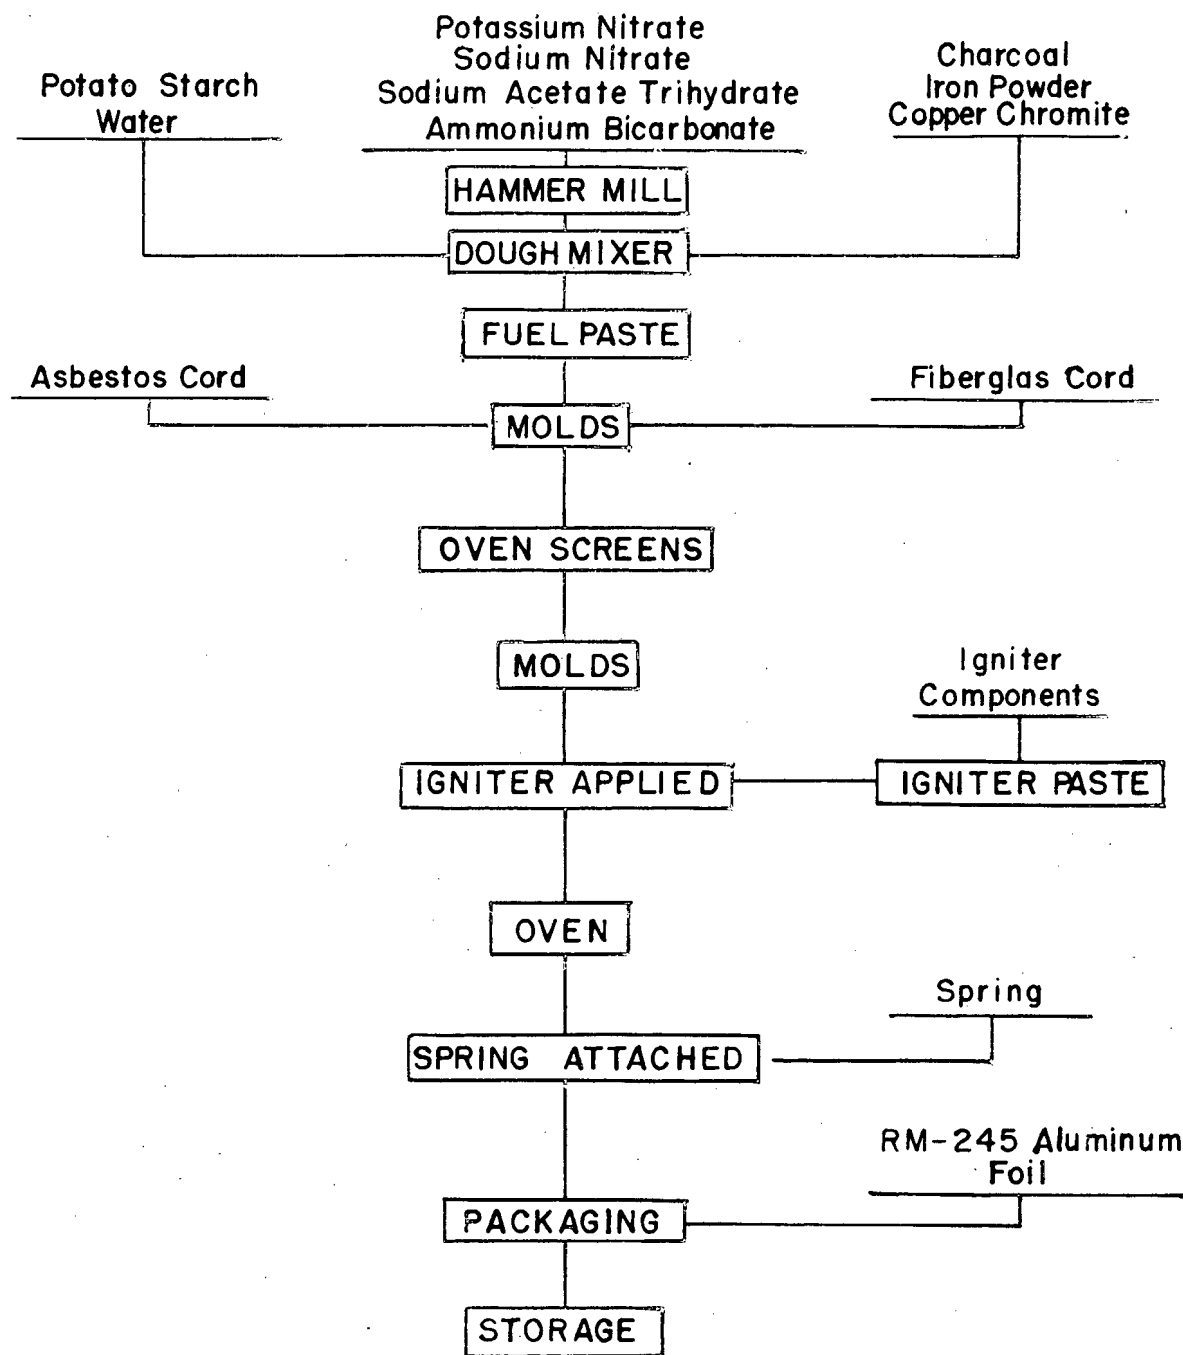 Potassium Nitrate
Sodium Nitrate
Sodium Acetate Trihydrate
Ammonium Bicarbonate
Potato Starch
Water
Charcoal
Iron Powder
Copper Chromite
HAMMER MILL
DOUGH MIXER
FUEL PASTE
Asbestos Cord
Fiberglas Cord
MOLDS
OVEN SCREENS
MOLDS
Igniter
Components
IGNITER APPLIED
IGNITER PASTE
OVEN
Spring
SPRING ATTACHED
RM-245 Aluminum
Foil
PACKAGING
STORAGE